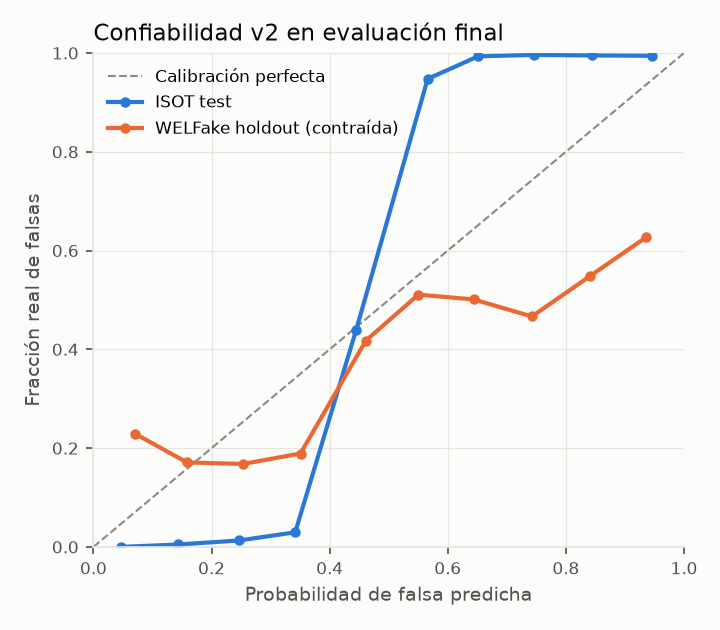 Confiabilidad v2 en evaluación final
Calibración perfecta
ISOT test
WELFake holdout (contraída)
Fracción real de falsas
1.0
0.8
0.6
0.4
0.2
0.0
0.0 0.2 0.4 0.6 0.8 1.0
Probabilidad de falsa predicha